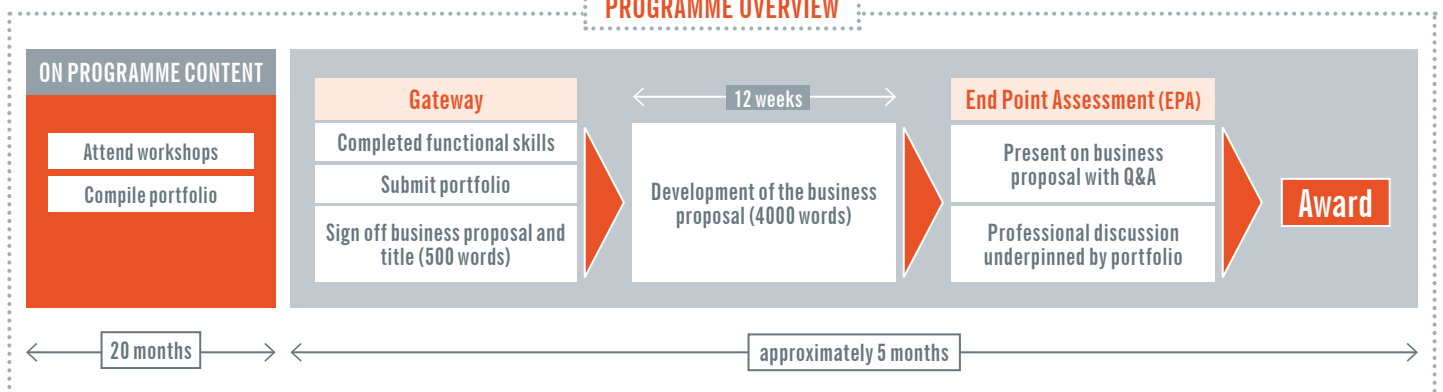 PROGRAMME OVERVIEW
ON PROGRAMME CONTENT
Attend workshops
Compile portfolio
Gateway
Completed functional skills
Submit portfolio
Sign off business proposal and
title (500 words)
12 weeks
Development of the business
proposal (4000 words)
End Point Assessment (EPA)
Present on business
proposal with Q&A
Professional discussion
underpinned by portfolio
Award
20 months
approximately 5 months